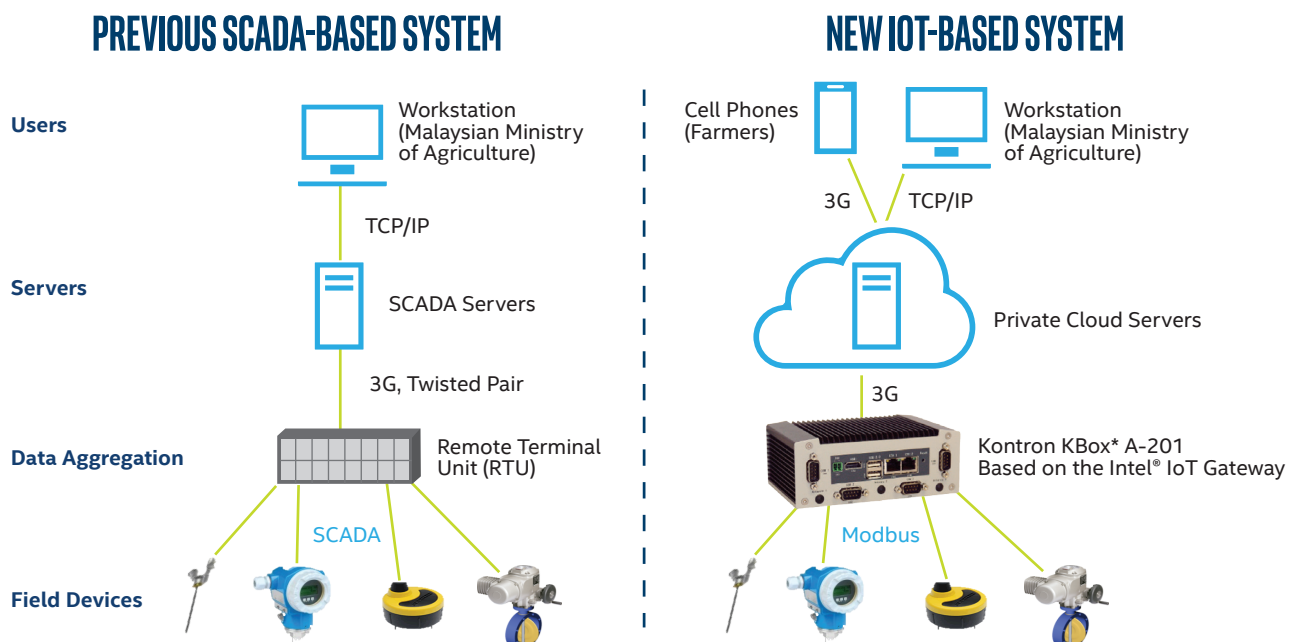 PREVIOUS SCADA-BASED SYSTEM
Users
Workstation
(Malaysian Ministry
of Agriculture)
TCP/IP
Servers
SCADA Servers
3G, Twisted Pair
Data Aggregation
Remote Terminal
Unit (RTU)
SCADA
Field Devices
NEW IOT-BASED SYSTEM
Cell Phones
(Farmers)
Workstation
(Malaysian Ministry
of Agriculture)
3G
TCP/IP
Private Cloud Servers
3G
Kontron KBox* A-201
Based on the Intel® IoT Gateway
Modbus